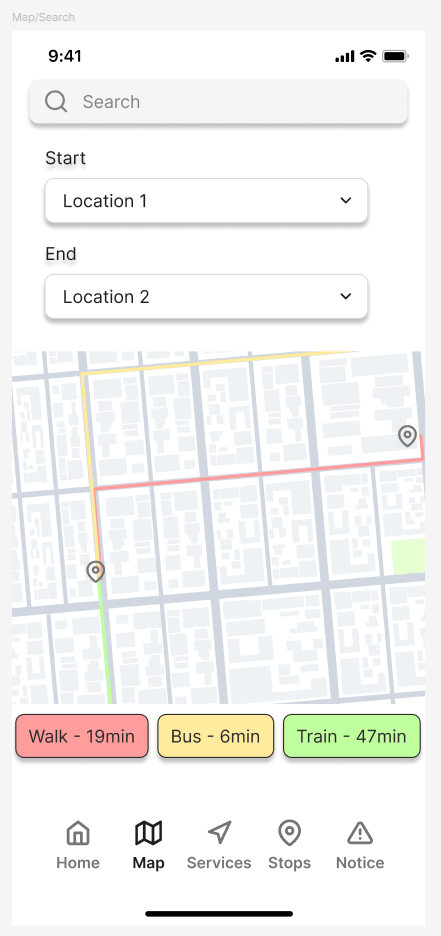 Map/Search
9:41
Search
Start
Location 1
End
Location 2
Walk - 19min
Bus - 6min
Train - 47min
Home
Map
Services
Stops
Notice